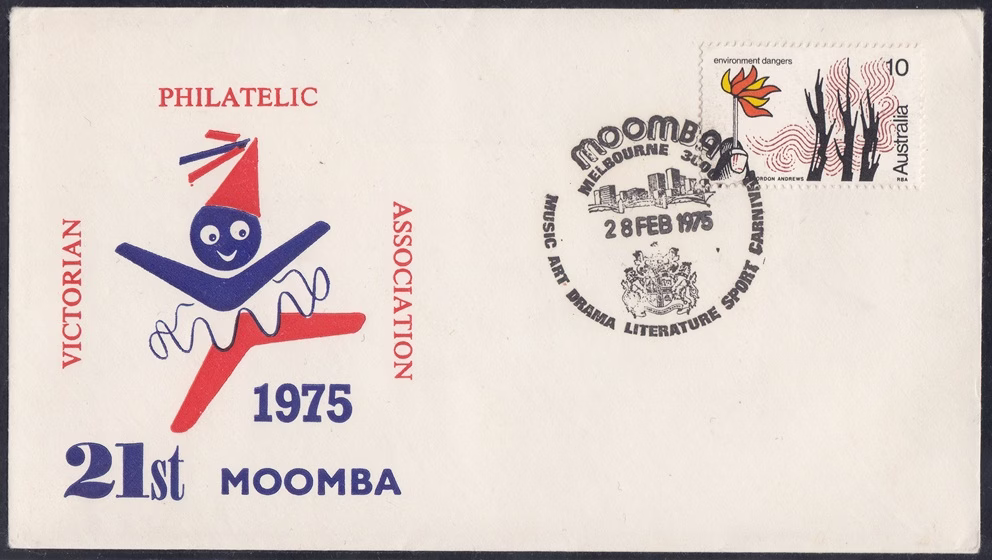 PHILATELIC
VICTORIAN
ASSOCIATION
1975
21st MOOMBA
MOOMBA
MELBOURNE 3000
28 FEB 1975
MUSIC ART DRAMA LITERATURE SPORT CARNIVAL
environment dangers
10
Australia
GORDON ANDREWS
RBA